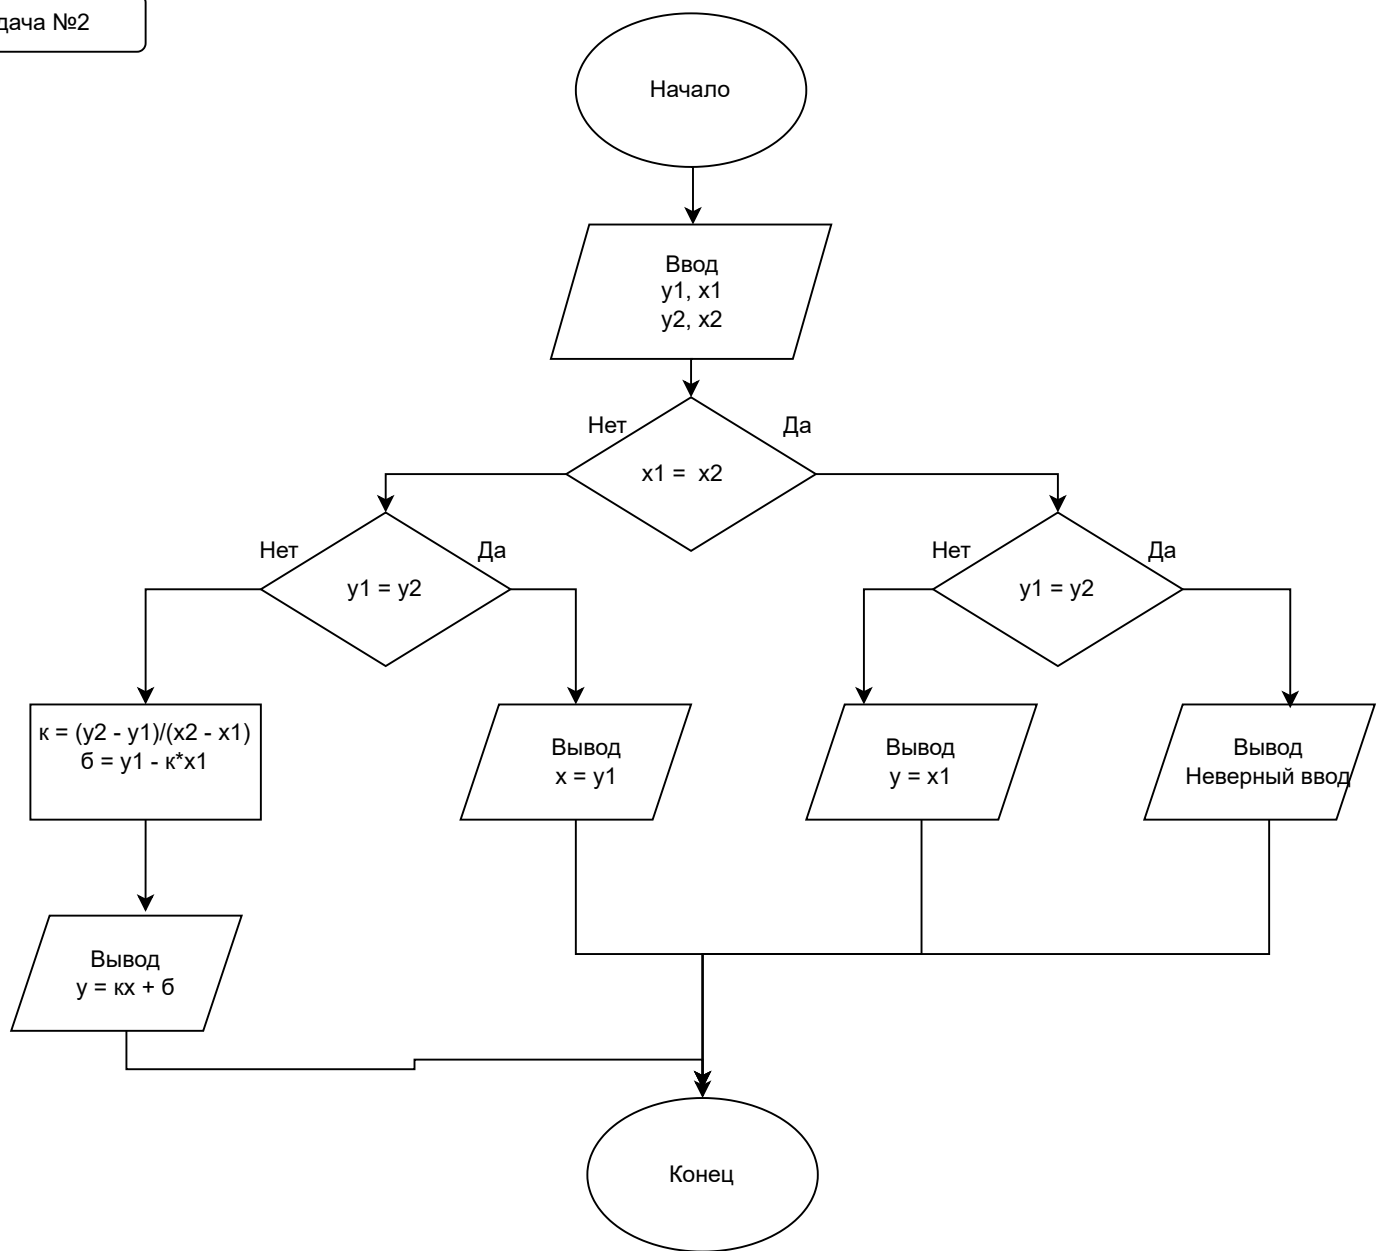 дача №2
Начало
Ввод
y1, x1
y2, x2
Нет
Да
x1 = x2
Нет
Да
y1 = y2
Нет
Да
y1 = y2
к = (y2 - y1)/(x2 - x1)
б = y1 - к*x1
Вывод
x = y1
Вывод
y = x1
Вывод
Неверный ввод
Вывод
y = кx + б
Конец